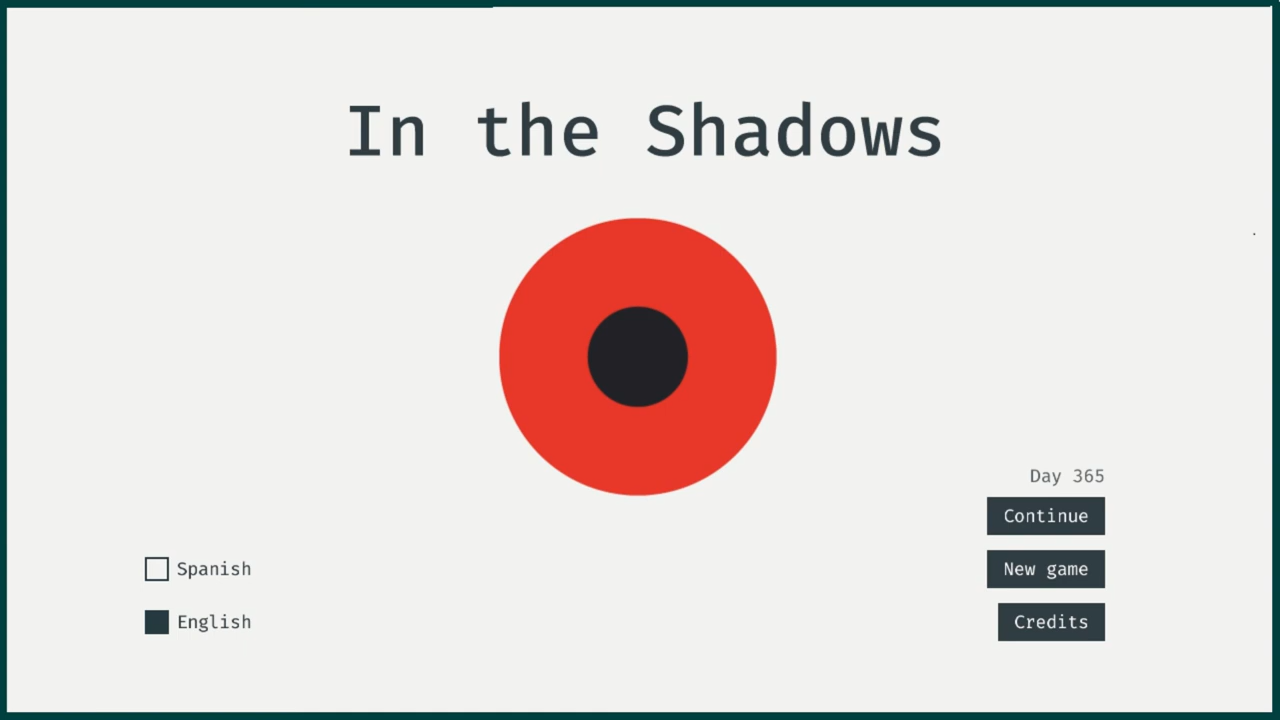 In the Shadows
Day 365
Continue
New game
Credits
Spanish
English